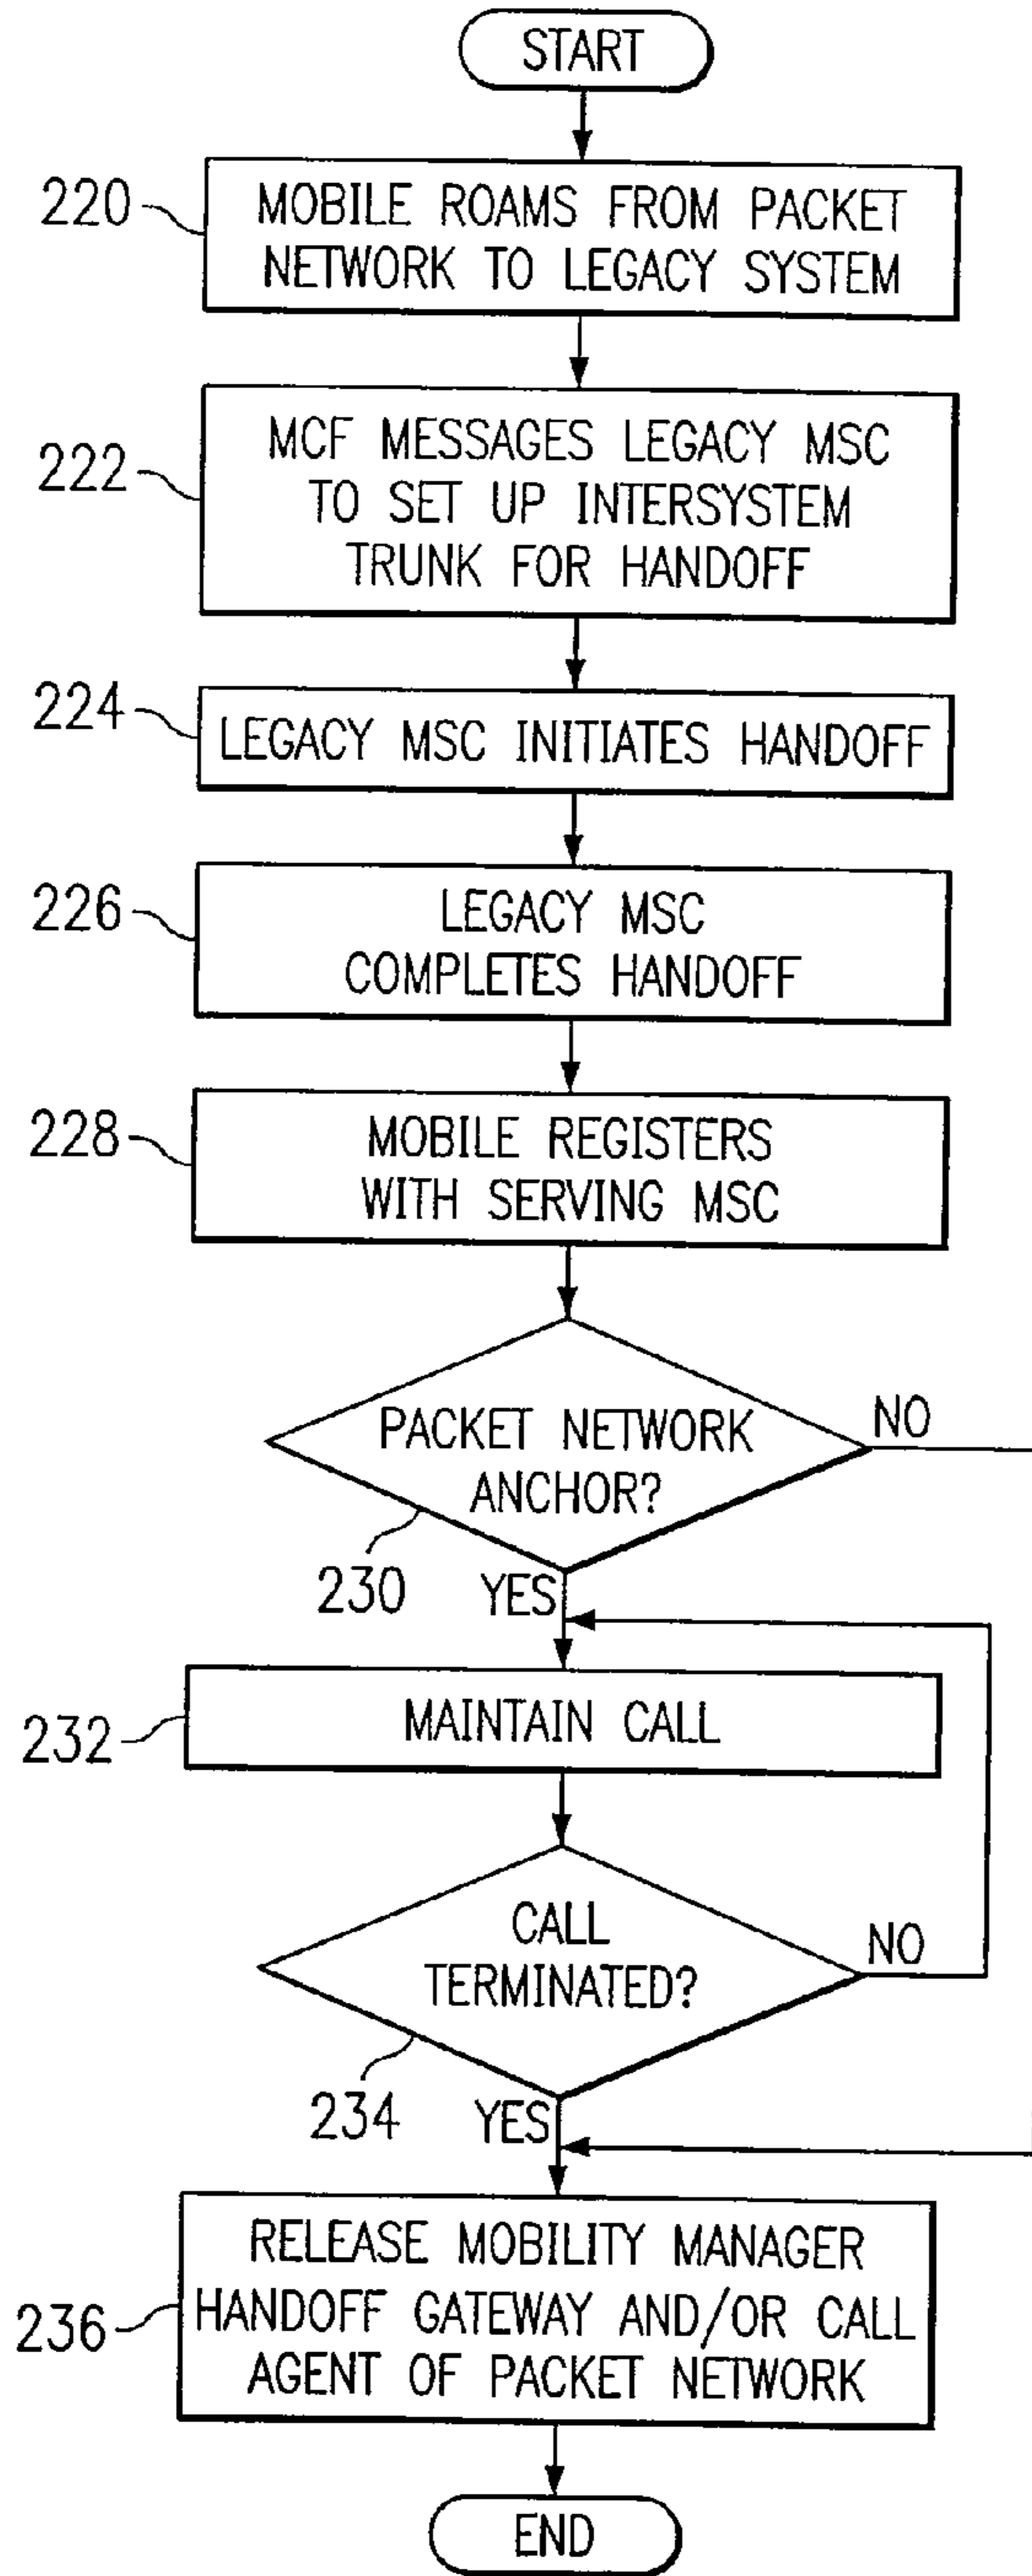 START
220
MOBILE ROAMS FROM PACKET
NETWORK TO LEGACY SYSTEM
222
MCF MESSAGES LEGACY MSC
TO SET UP INTERSYSTEM
TRUNK FOR HANDOFF
224
LEGACY MSC INITIATES HANDOFF
226
LEGACY MSC
COMPLETES HANDOFF
228
MOBILE REGISTERS
WITH SERVING MSC
PACKET NETWORK
ANCHOR?
NO
230
YES
232
MAINTAIN CALL
CALL
TERMINATED?
NO
234
YES
236
RELEASE MOBILITY MANAGER
HANDOFF GATEWAY AND/OR CALL
AGENT OF PACKET NETWORK
END